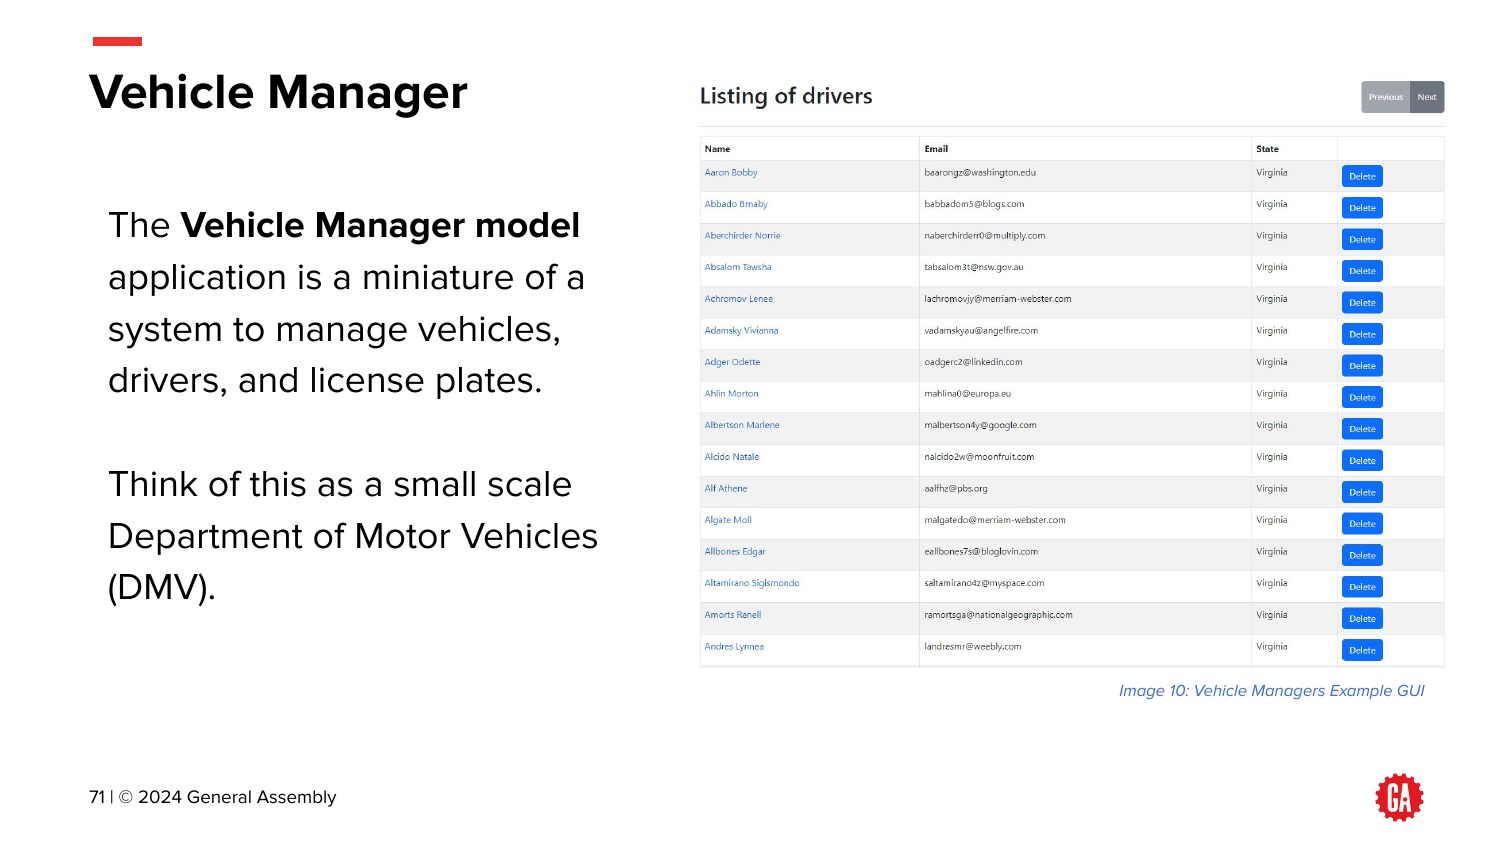 Vehicle Manager
The Vehicle Manager model
application is a miniature of a
system to manage vehicles,
drivers, and license plates.
Think of this as a small scale
Department of Motor Vehicles
(DMV).
Listing of drivers
Previous Next
Name Email State
Aaron Bobby baarongz@washington.edu Virginia Delete
Abbado Brnaby babbadom5@blogs.com Virginia Delete
Aberchirder Norrie naberchirderr0@multiply.com Virginia Delete
Absalom Tawsha tabsalom3t@nsw.gov.au Virginia Delete
Achromov Lenee lachromovjy@merriam-webster.com Virginia Delete
Adamsky Vivianna vadamskyau@angelfire.com Virginia Delete
Adger Odette oadgerc2@linkedin.com Virginia Delete
Ahlin Morton mahlina0@europa.eu Virginia Delete
Albertson Marlene malbertson4y@google.com Virginia Delete
Alcido Natale nalcido2w@moonfruit.com Virginia Delete
Alf Athene aalfhz@pbs.org Virginia Delete
Algate Moll malgatedo@merriam-webster.com Virginia Delete
Allbones Edgar eallbones7s@bloglovin.com Virginia Delete
Altamirano Sigismondo saltamirano4z@myspace.com Virginia Delete
Amorts Renell ramortsga@nationalgeographic.com Virginia Delete
Andres Lynnea landresmr@weebly.com Virginia Delete
Image 10: Vehicle Managers Example GUI
71 | © 2024 General Assembly
GA